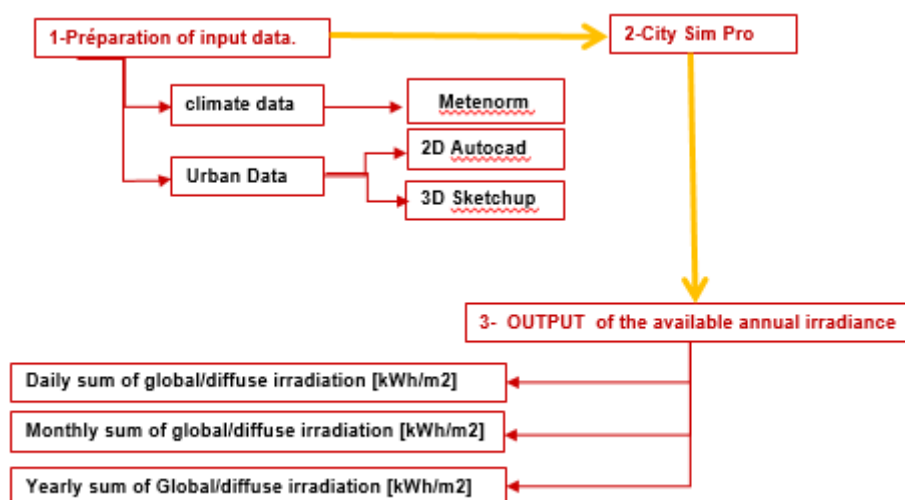 1-Préparation of input data.
2-City Sim Pro
climate data
Metenorm
Urban Data
2D Autocad
3D Sketchup
3- OUTPUT of the available annual irradiance
Daily sum of global/diffuse irradiation [kWh/m2]
Monthly sum of global/diffuse irradiation [kWh/m2]
Yearly sum of Global/diffuse irradiation [kWh/m2]